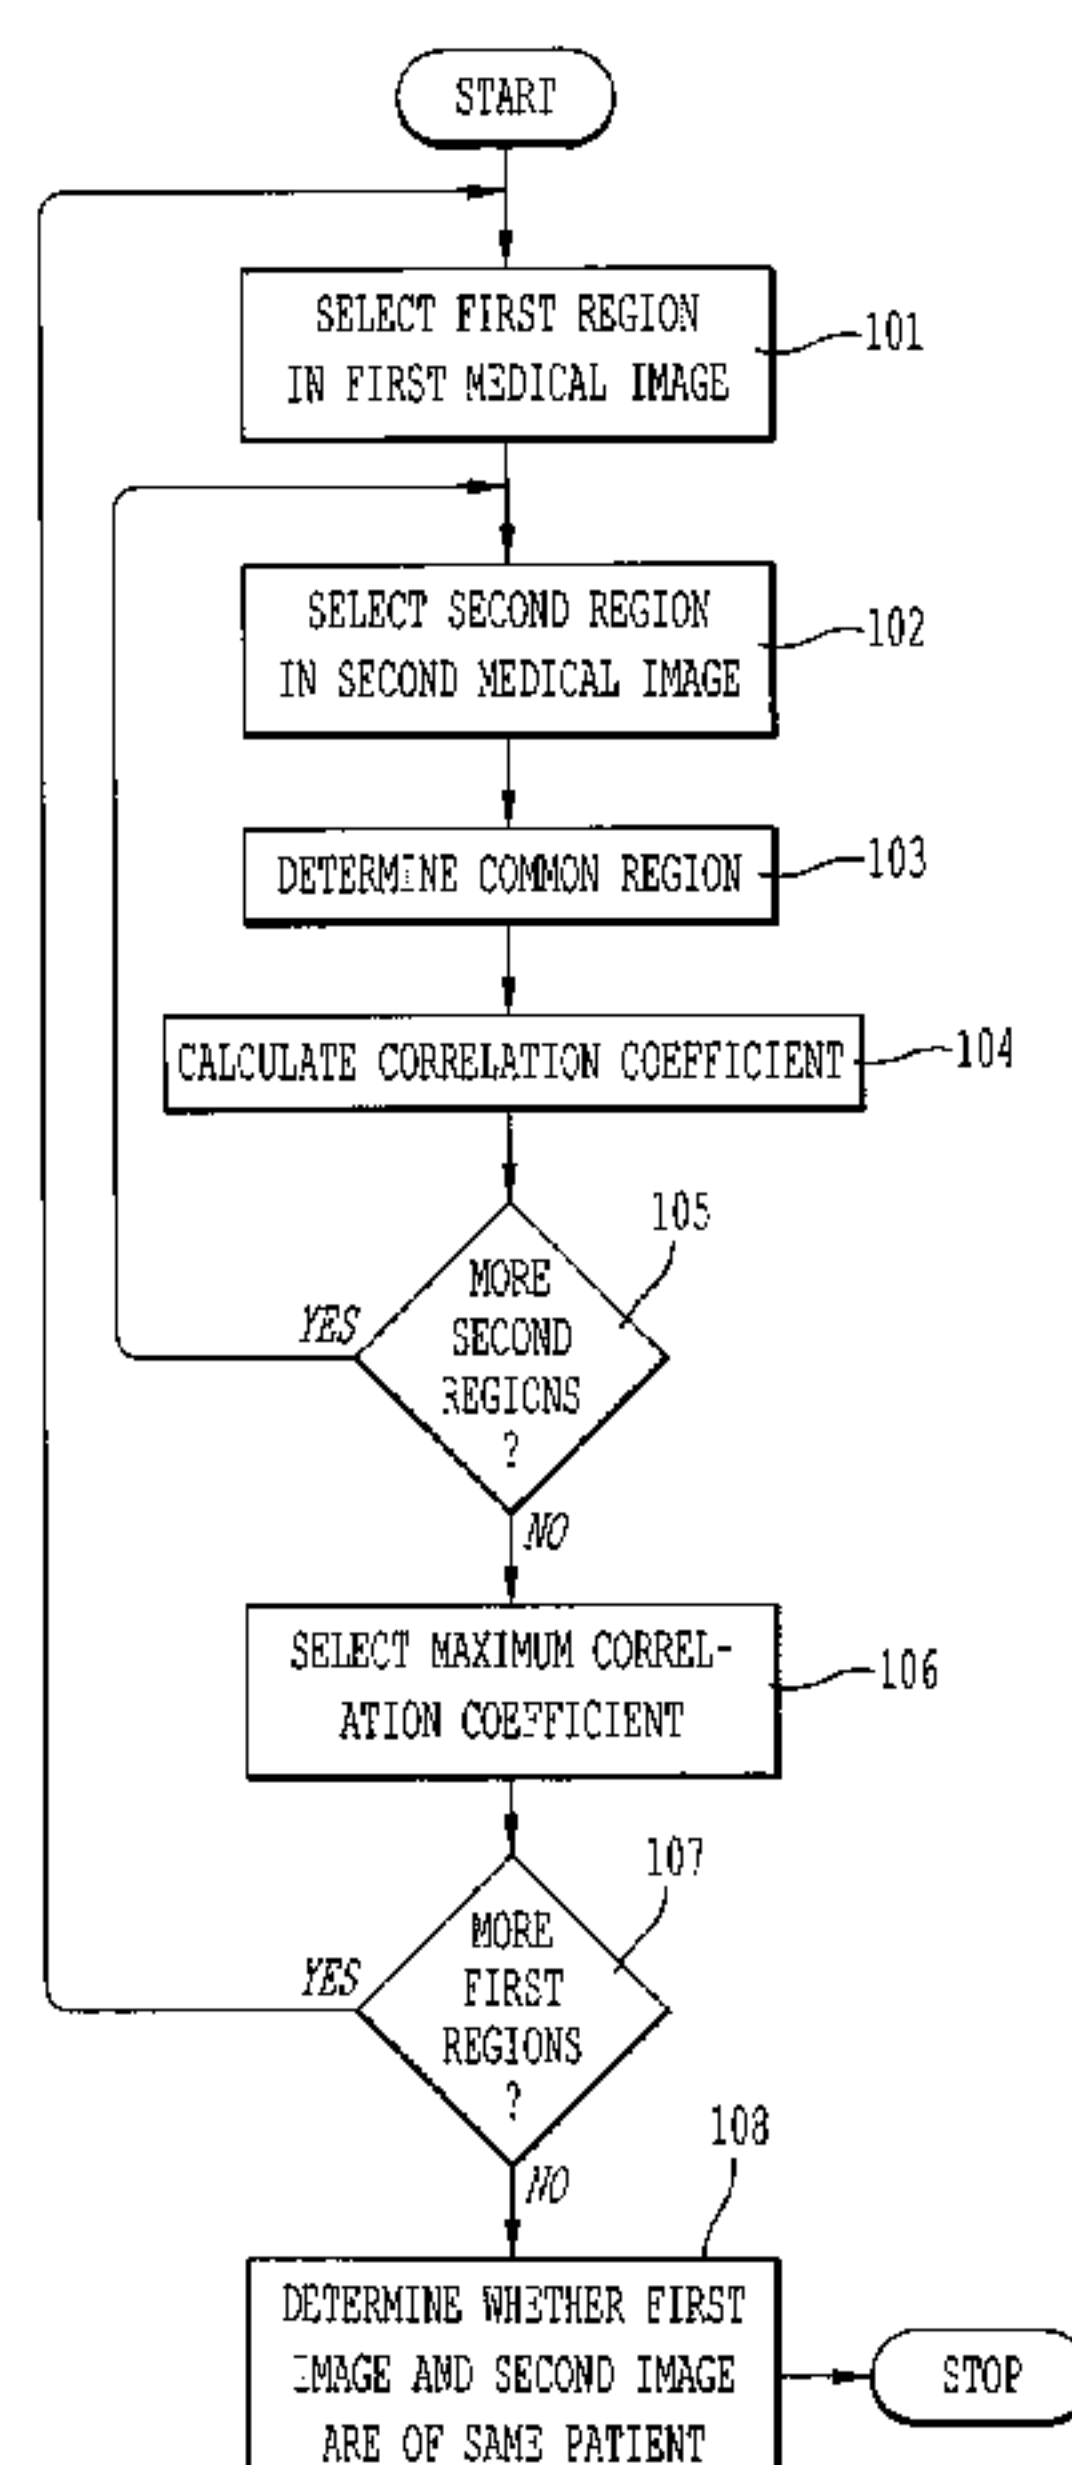 START
SELECT FIRST REGION
IN FIRST MEDICAL IMAGE
101
SELECT SECOND REGION
IN SECOND MEDICAL IMAGE
102
DETERMINE COMMON REGION
103
CALCULATE CORRELATION COEFFICIENT
104
105
MORE
SECOND
REGIONS
?
YES
NO
SELECT MAXIMUM CORREL-
ATION COEFFICIENT
106
107
MORE
FIRST
REGIONS
?
YES
NO
108
DETERMINE WHETHER FIRST
IMAGE AND SECOND IMAGE
ARE OF SAME PATIENT
STOP